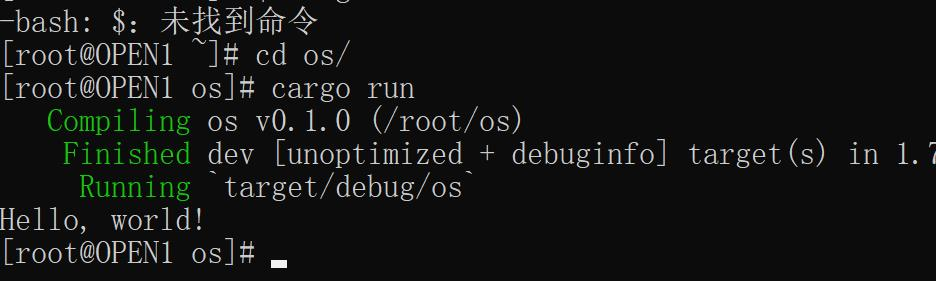 -bash: $: 未找到命令
[root@OPEN1 ~]# cd os/
[root@OPEN1 os]# cargo run
   Compiling os v0.1.0 (/root/os)
    Finished dev [unoptimized + debuginfo] target(s) in 1.7
     Running `target/debug/os`
Hello, world!
[root@OPEN1 os]#